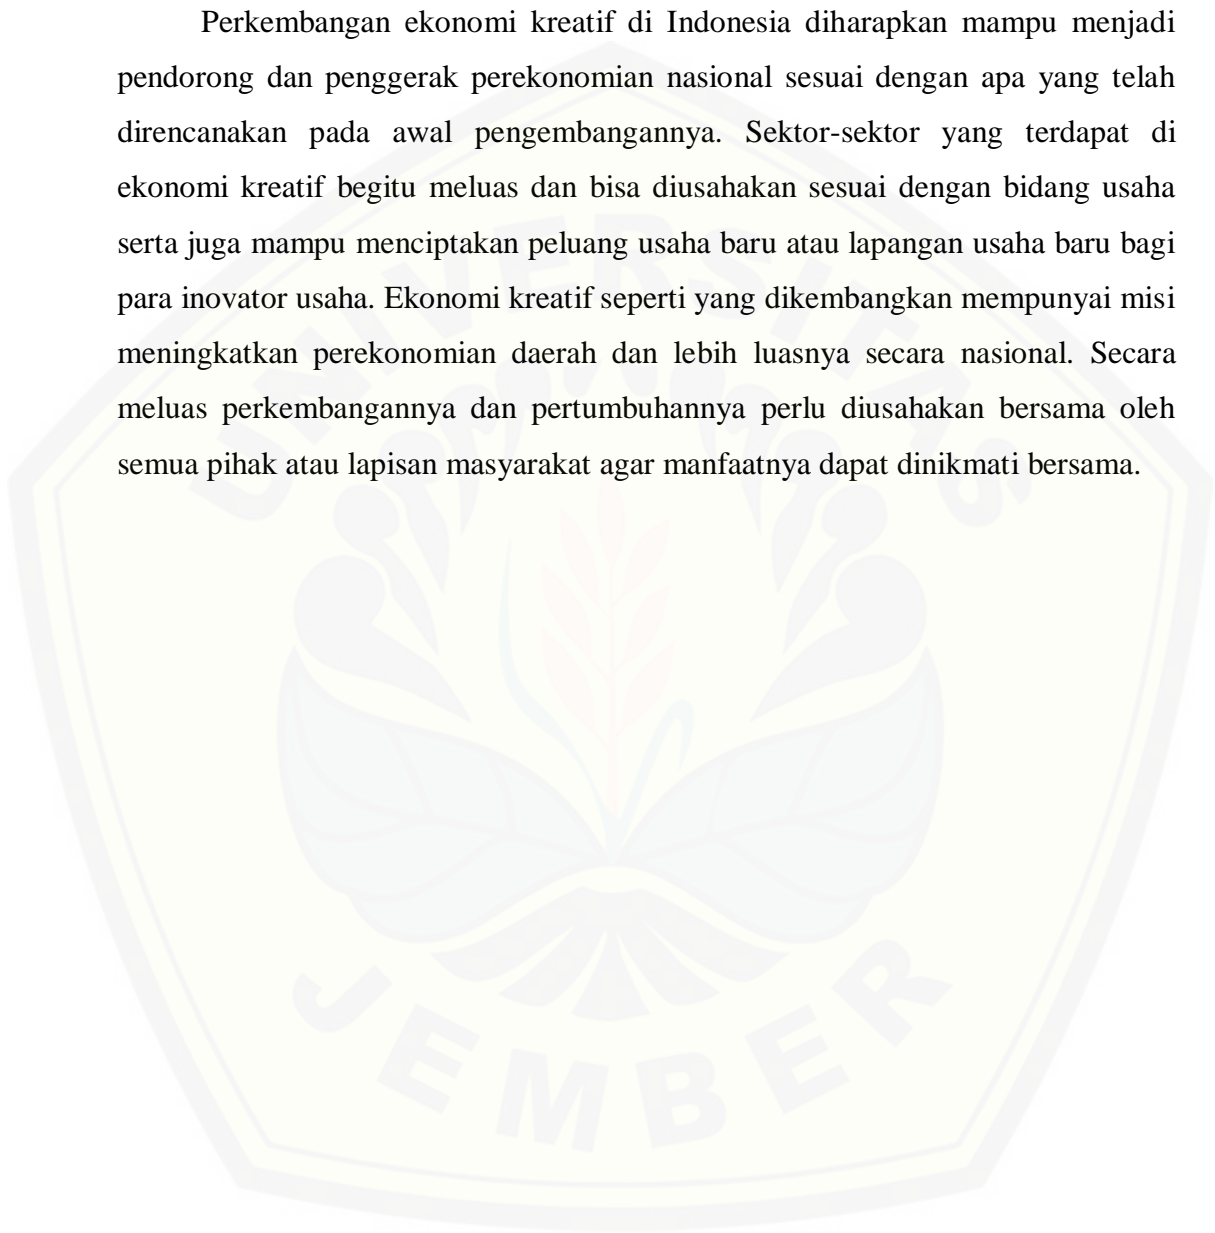 Perkembangan ekonomi kreatif di Indonesia diharapkan mampu menjadi
pendorong dan penggerak perekonomian nasional sesuai dengan apa yang telah
direncanakan pada awal pengembangannya. Sektor-sektor yang terdapat di
ekonomi kreatif begitu meluas dan bisa diusahakan sesuai dengan bidang usaha
serta juga mampu menciptakan peluang usaha baru atau lapangan usaha baru bagi
para inovator usaha. Ekonomi kreatif seperti yang dikembangkan mempunyai misi
meningkatkan perekonomian daerah dan lebih luasnya secara nasional. Secara
meluas perkembangannya dan pertumbuhannya perlu diusahakan bersama oleh
semua pihak atau lapisan masyarakat agar manfaatnya dapat dinikmati bersama.
UNIVERSITAS
JEMBER